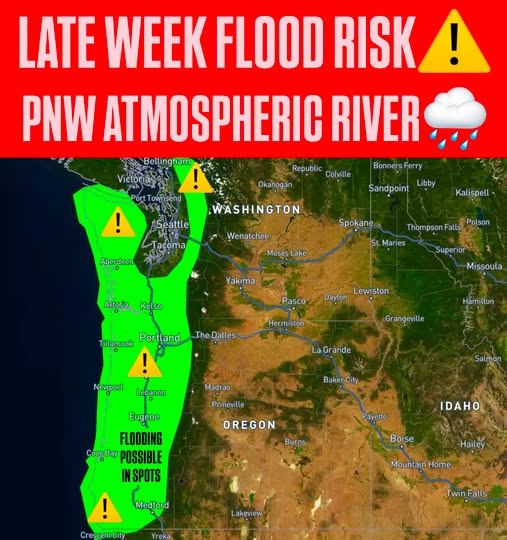 LATE WEEK FLOOD RISK
PNW ATMOSPHERIC RIVER
Bellingham
Victoria
Port Townsend
Republic
Colville
Bonners Ferry
Okanogan
Sandpoint
Libby
Kalispell
WASHINGTON
Seattle
Tacoma
Wenatchee
Spokane
Thompson Falls
Polson
Moses Lake
St. Maries
Superior
Missoula
Aberdeen
Yakima
Lewiston
Hamilton
Astoria
Kelso
Pasco
Dayton
Grangeville
Tillamook
Portland
The Dalles
Hermiston
La Grande
Salmon
Newport
Lebanon
Madras
Prineville
Baker City
Eugene
OREGON
Payette
IDAHO
FLOODING
POSSIBLE
IN SPOTS
Coos Bay
Burns
Boise
Hailey
Mountain Home
Medford
Lakeview
Twin Falls
Crescent City
Yreka